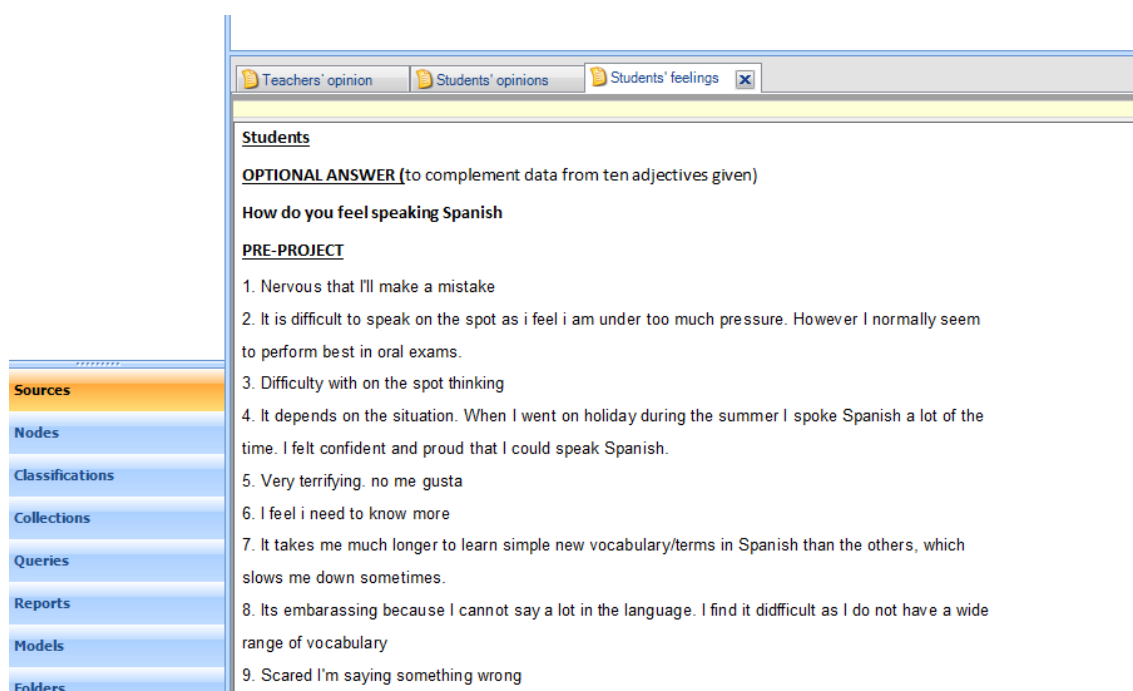 Teachers' opinion
Students' opinions
Students' feelings
Students
OPTIONAL ANSWER (to complement data from ten adjectives given)
How do you feel speaking Spanish
PRE-PROJECT
1. Nervous that I'll make a mistake
2. It is difficult to speak on the spot as i feel i am under too much pressure. However I normally seem
to perform best in oral exams.
3. Difficulty with on the spot thinking
4. It depends on the situation. When I went on holiday during the summer I spoke Spanish a lot of the
time. I felt confident and proud that I could speak Spanish.
5. Very terrifying. no me gusta
6. I feel i need to know more
7. It takes me much longer to learn simple new vocabulary/terms in Spanish than the others, which
slows me down sometimes.
8. Its embarassing because I cannot say a lot in the language. I find it didfficult as I do not have a wide
range of vocabulary
9. Scared I'm saying something wrong
Sources
Nodes
Classifications
Collections
Queries
Reports
Models
Folders